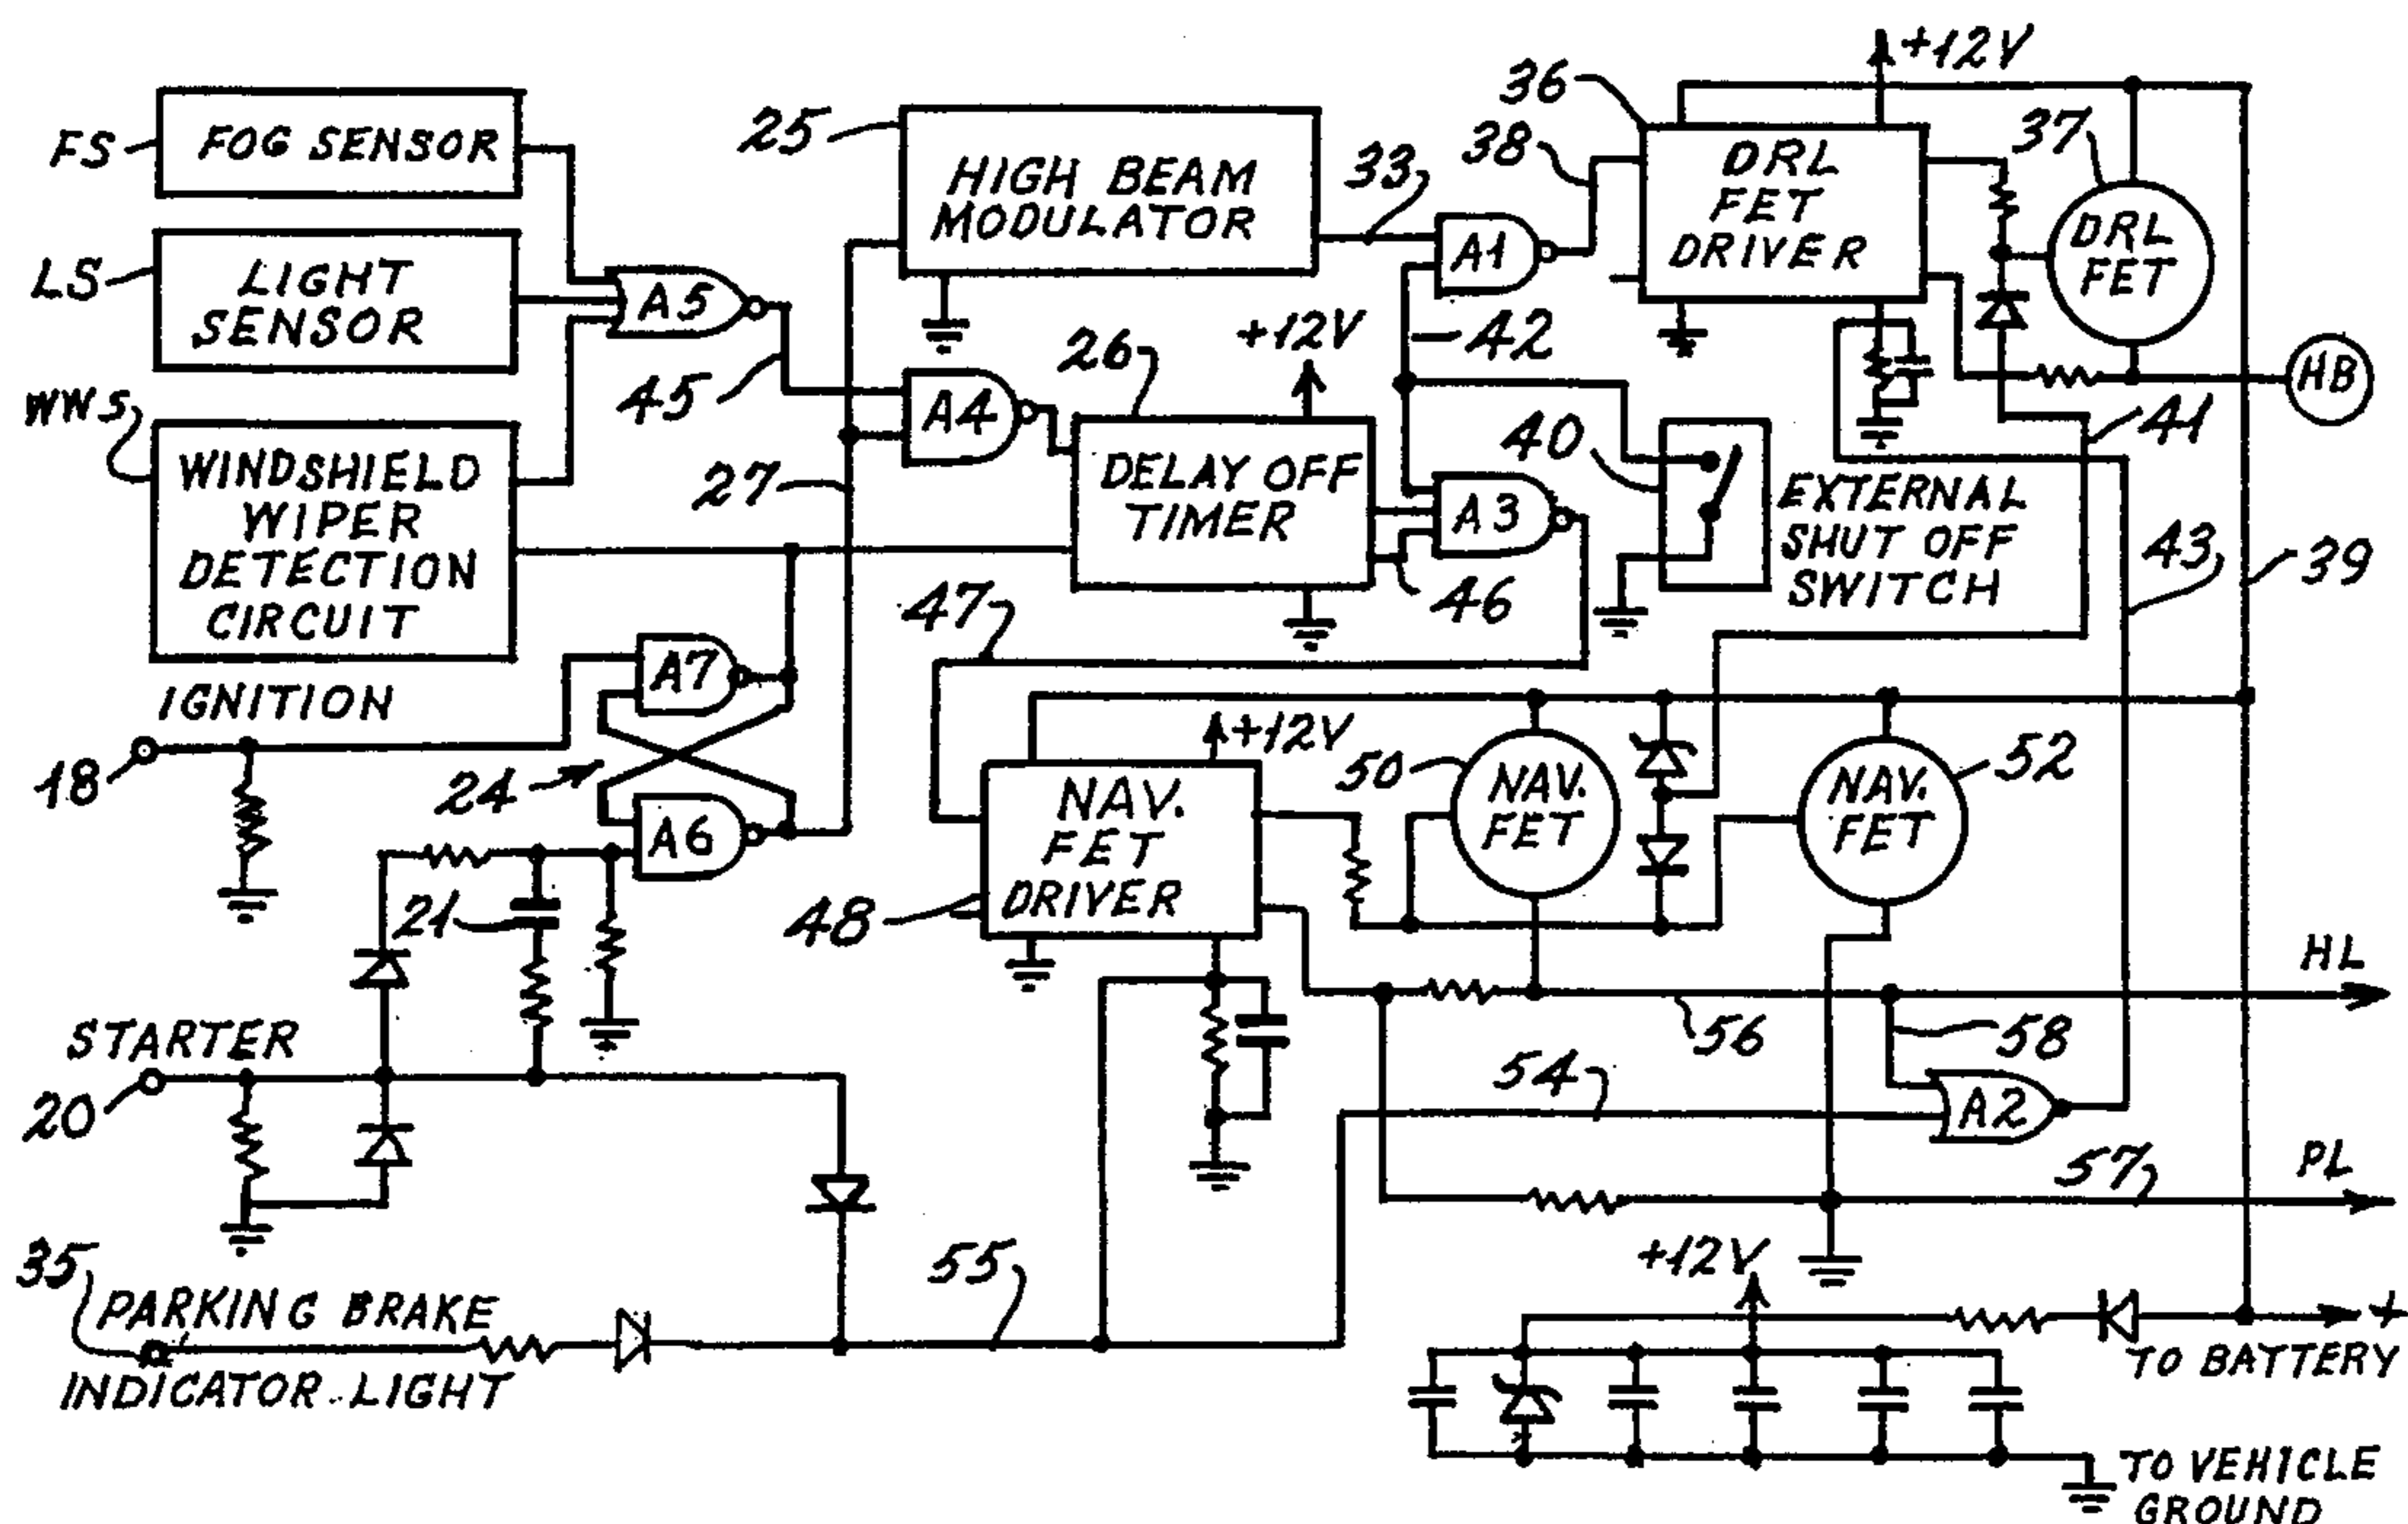 +12V
36
25
38
37
FS
FOG SENSOR
33
DRL
FET
DRIVER
HIGH BEAM
MODULATOR
A1
DRL
FET
LS
LIGHT
SENSOR
A5
+12V
42
26
HB
45
A4
WWS
40
41
WINDSHIELD
WIPER
DETECTION
CIRCUIT
27
DELAY OFF
TIMER
A3
EXTERNAL
SHUT OFF
SWITCH
43
39
46
47
A7
IGNITION
18
24
+12V
50
52
NAV.
FET
DRIVER
NAV.
FET
NAV.
FET
A6
21
48
HL
STARTER
20
56
58
54
A2
57
PL
35
PARKING BRAKE
INDICATOR LIGHT
55
+12V
+
TO BATTERY
TO VEHICLE
GROUND